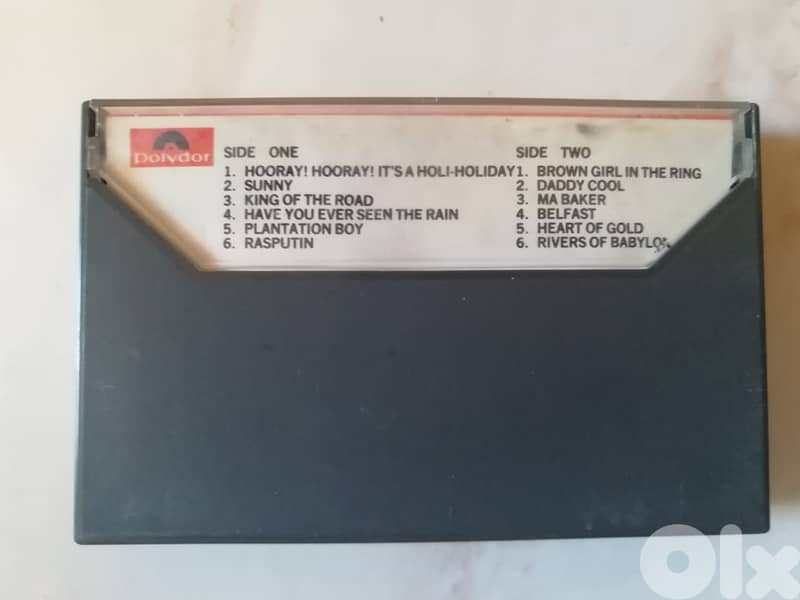 Polydor
SIDE ONE
1. HOORAY! HOORAY! IT'S A HOLI-HOLIDAY
2. SUNNY
3. KING OF THE ROAD
4. HAVE YOU EVER SEEN THE RAIN
5. PLANTATION BOY
6. RASPUTIN
SIDE TWO
1. BROWN GIRL IN THE RING
2. DADDY COOL
3. MA BAKER
4. BELFAST
5. HEART OF GOLD
6. RIVERS OF BABYLON
Olx